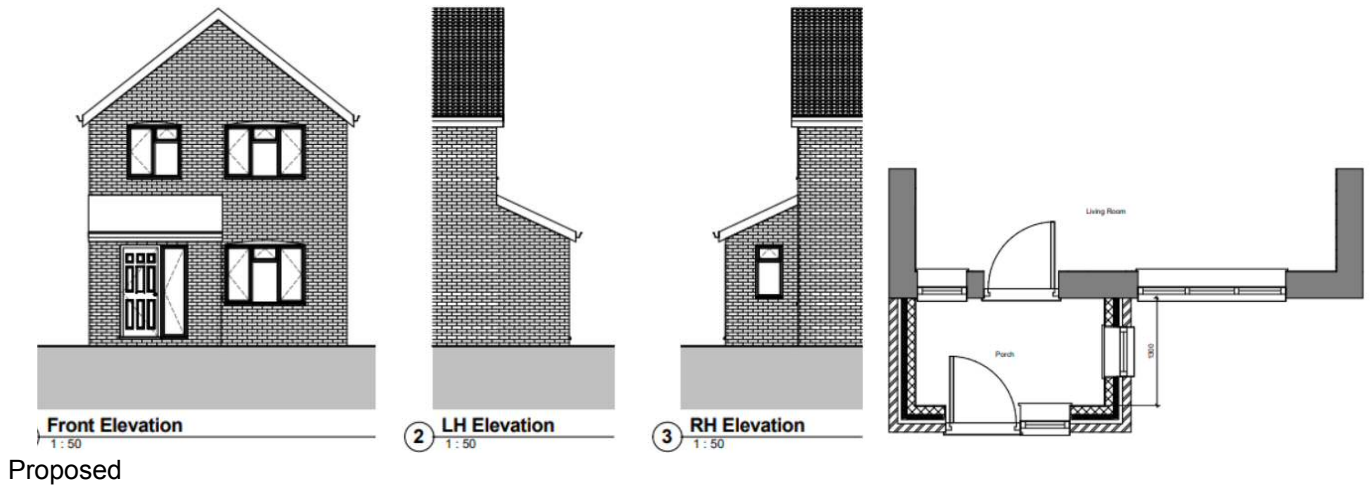 Living Room
Porch
1300
Front Elevation
1 : 50
2
LH Elevation
1 : 50
3
RH Elevation
1 : 50
Proposed